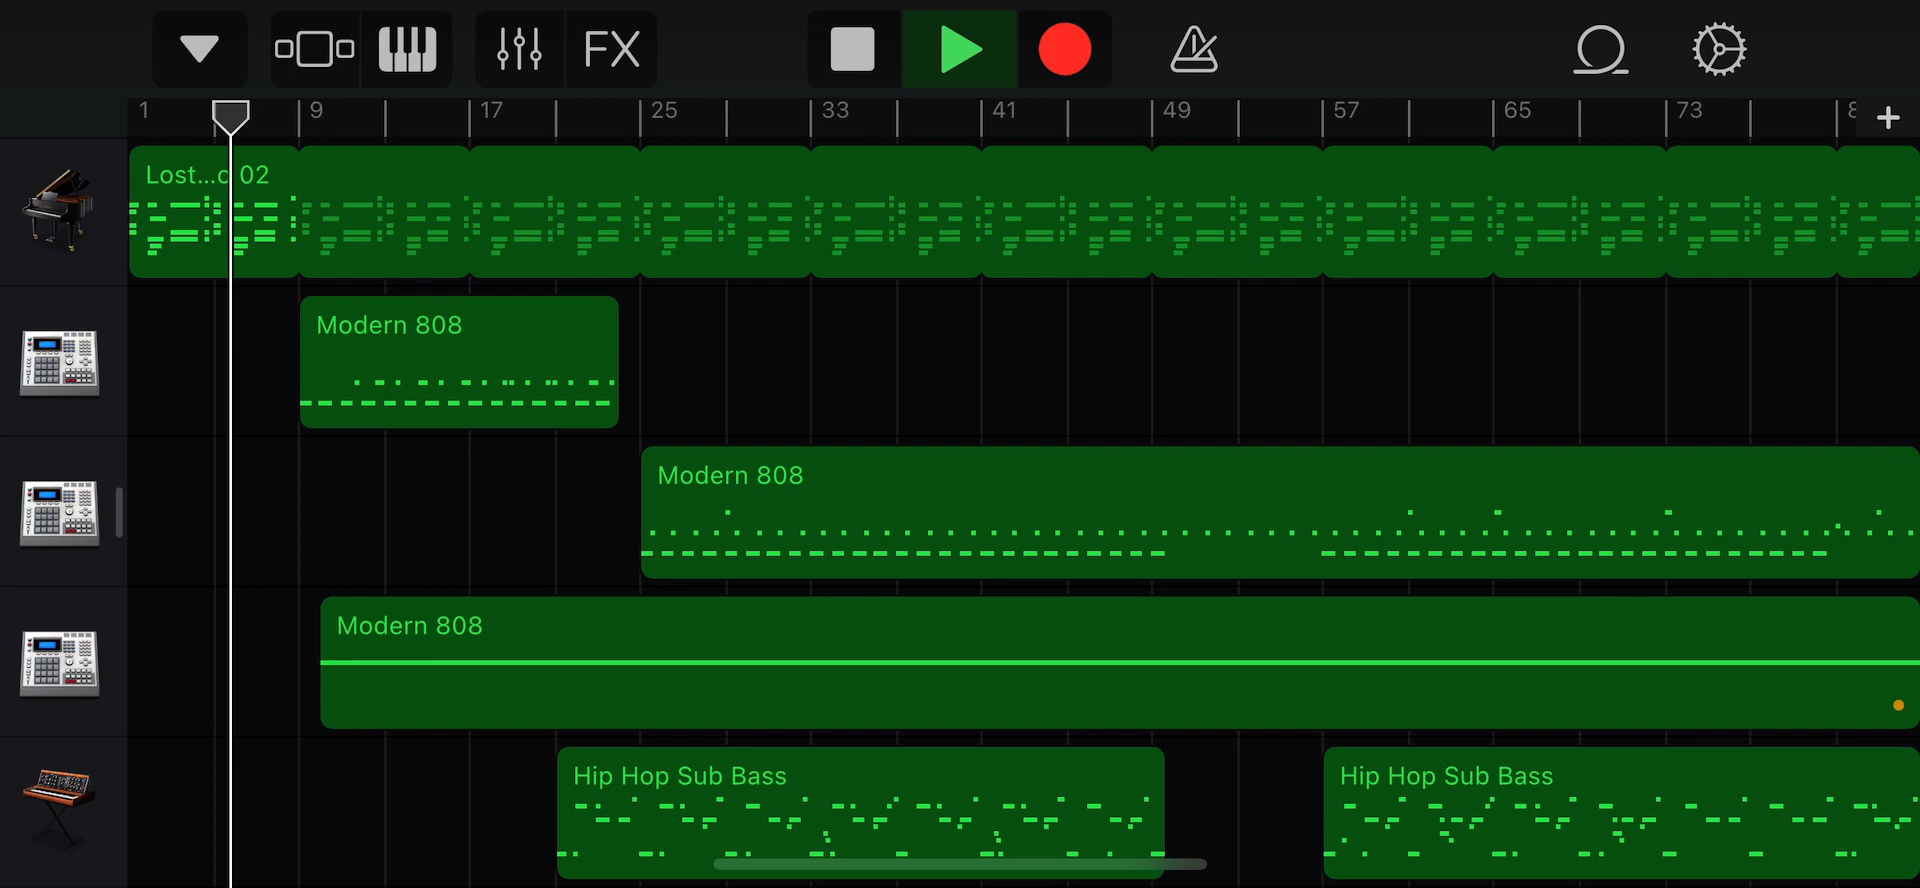 FX
1 9 17 25 33 41 49 57 65 73
Lost...c 02
Modern 808
Modern 808
Modern 808
Hip Hop Sub Bass Hip Hop Sub Bass